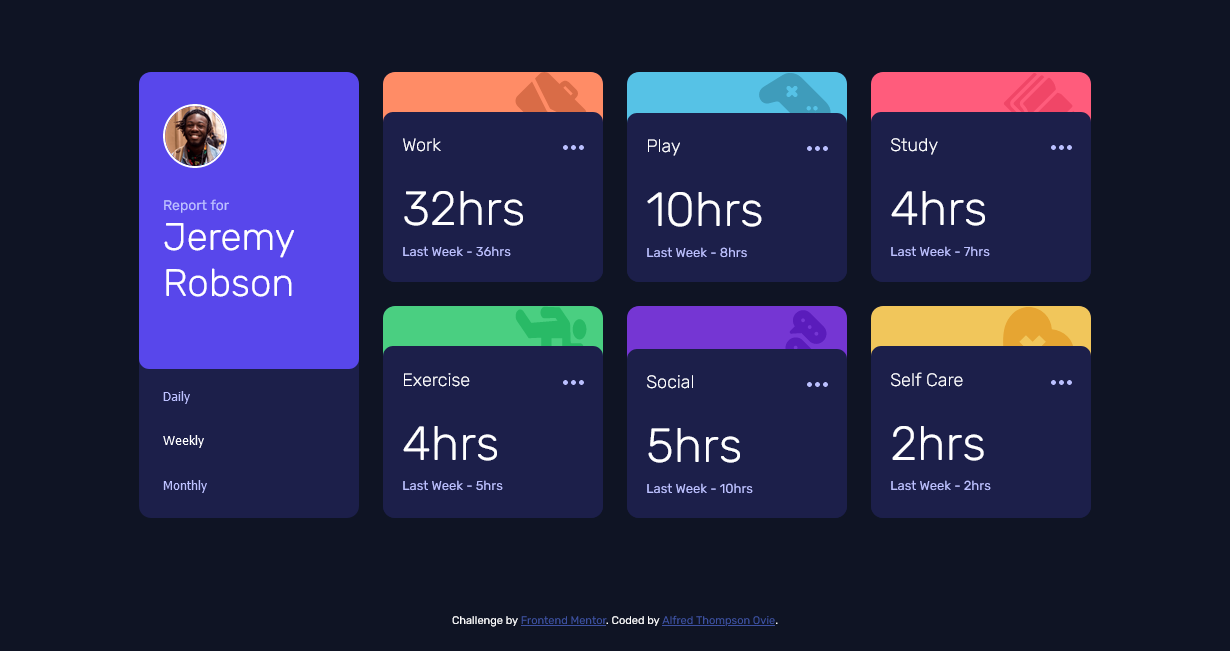 Report for
Jeremy
Robson
Daily
Weekly
Monthly
Work
32hrs
Last Week - 36hrs
Play
10hrs
Last Week - 8hrs
Study
4hrs
Last Week - 7hrs
Exercise
4hrs
Last Week - 5hrs
Social
5hrs
Last Week - 10hrs
Self Care
2hrs
Last Week - 2hrs
Challenge by Frontend Mentor. Coded by Alfred Thompson Ovie.